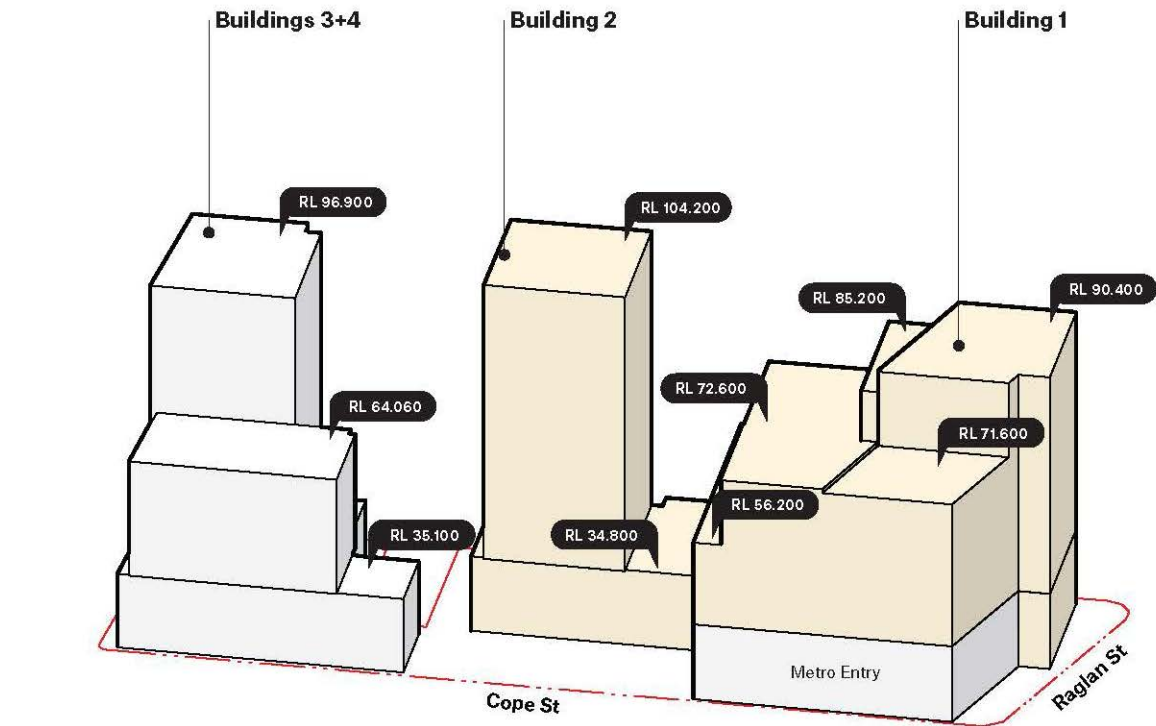 Buildings 3+4
Building 2
Building 1
RL 96.900
RL 104.200
RL 85.200
RL 90.400
RL 72.600
RL 64.060
RL 71.600
RL 56.200
RL 35.100
RL 34.800
Metro Entry
Cope St
Raglan St